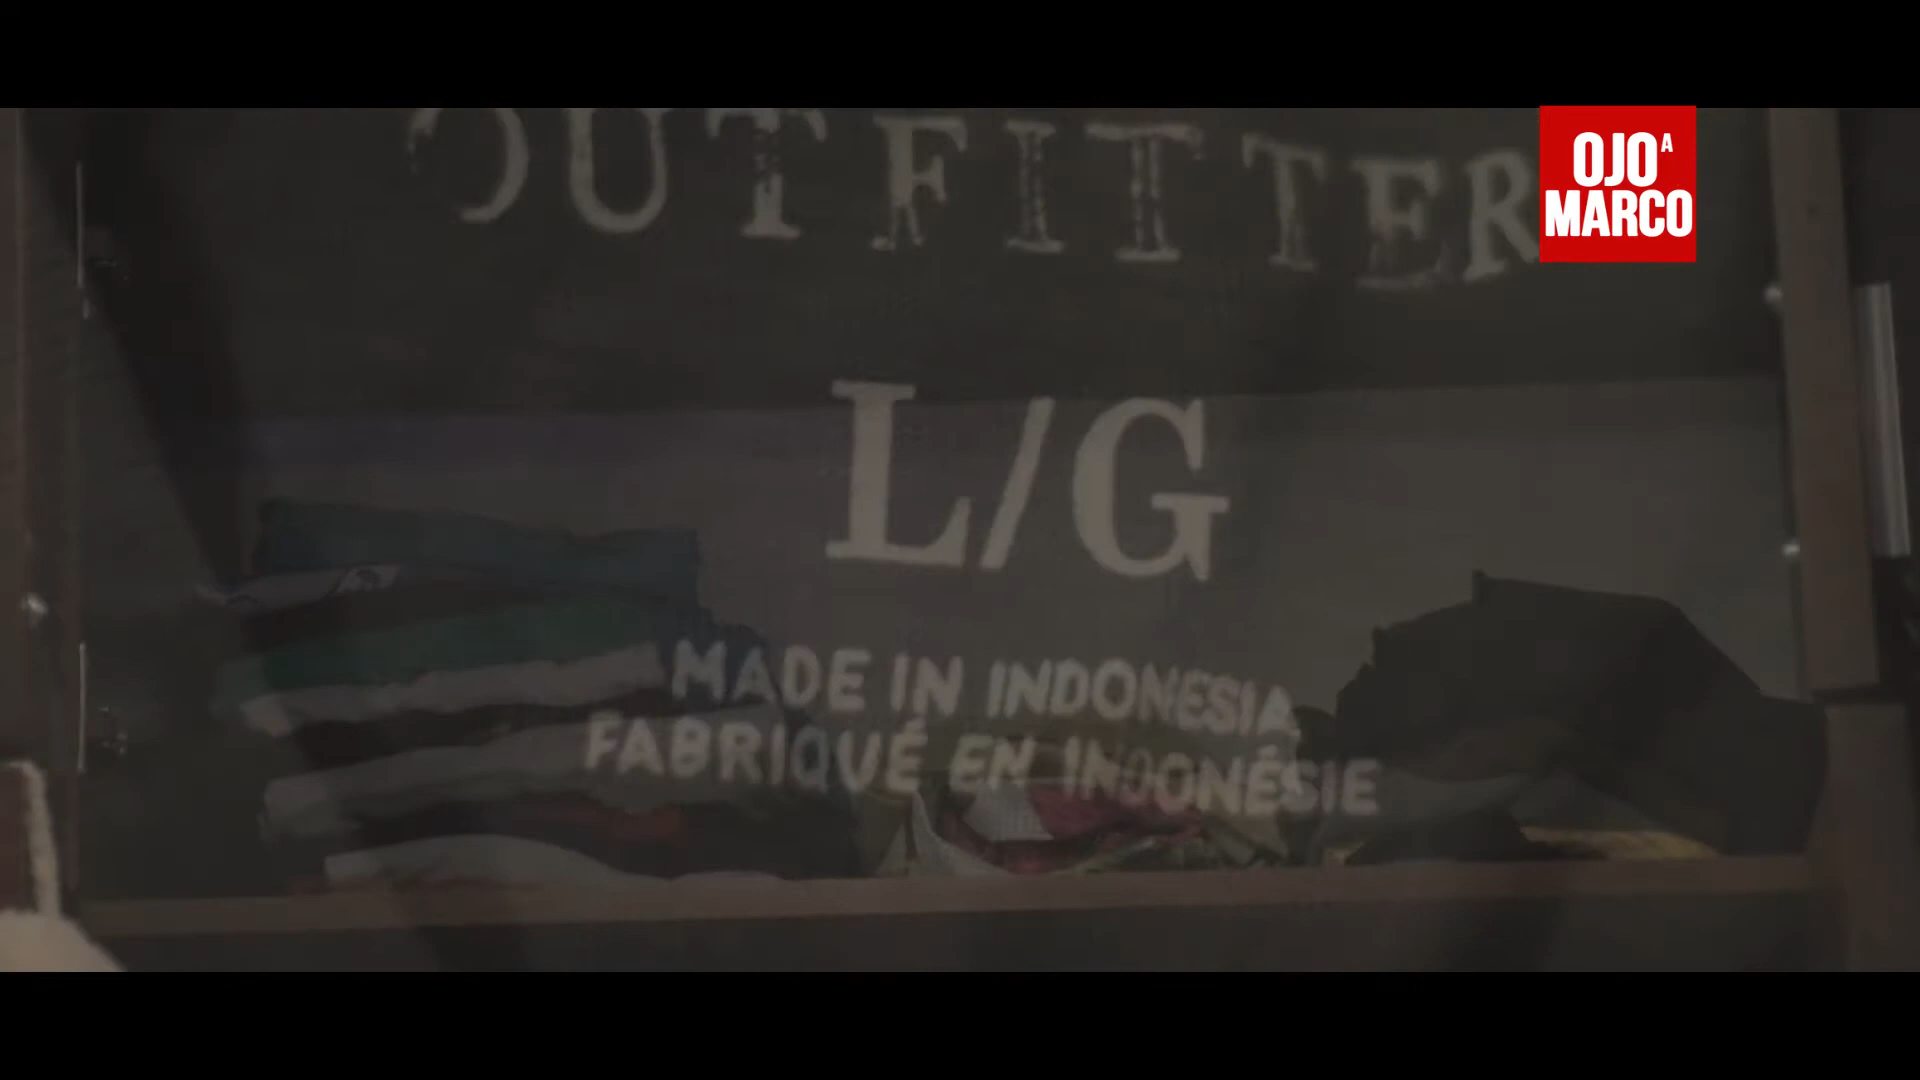 OUTFITTER
L/G
MADE IN INDONESIA
FABRIQUÉ EN INDONÉSIE
OJO A
MARCO